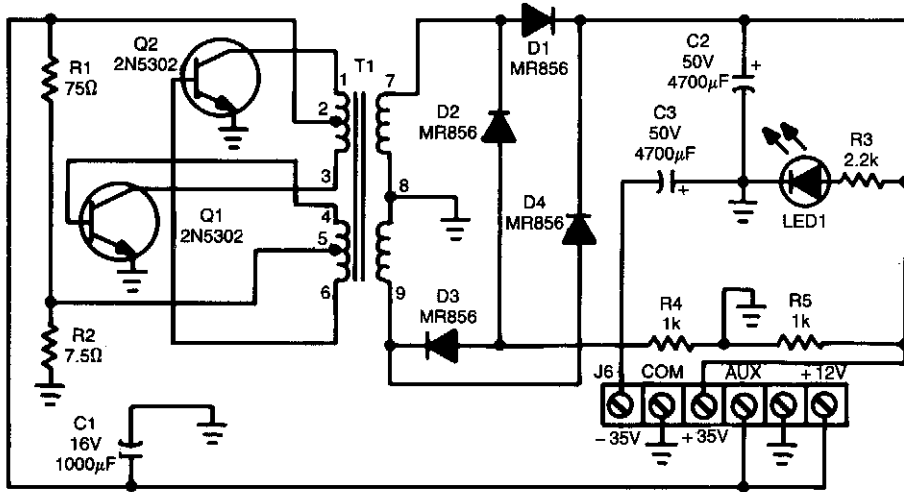 Q2
2N5302
R1
75Ω
T1
1
2
3
4
5
6
7
8
9
D1
MR856
D2
MR856
C2
50V
4700µF
+
C3
50V
4700µF
+
R3
2.2k
LED1
D4
MR856
Q1
2N5302
D3
MR856
R4
1k
R5
1k
R2
7.5Ω
C1
16V
1000µF
J6
COM
AUX
+12V
-35V
+35V